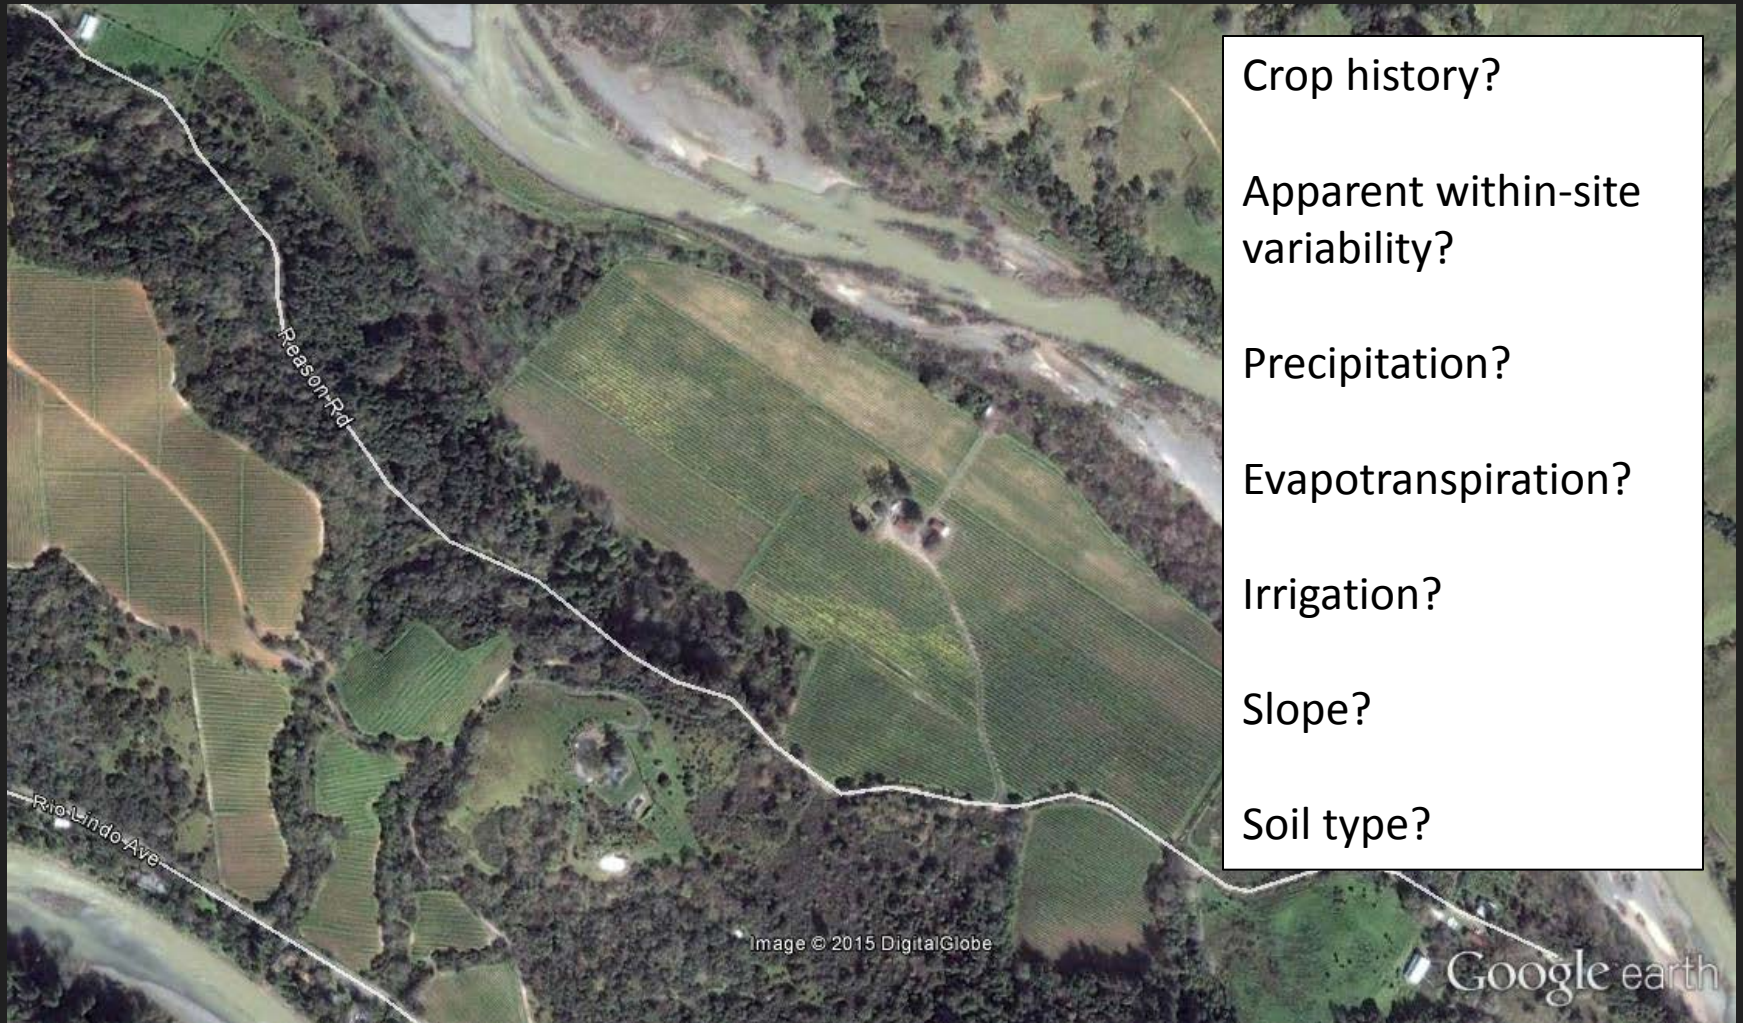 Crop history?
Apparent within-site
variability?
Precipitation?
Evapotranspiration?
Irrigation?
Slope?
Soil type?
Reason Rd
Rio Lindo Ave
Image © 2015 DigitalGlobe
Google earth